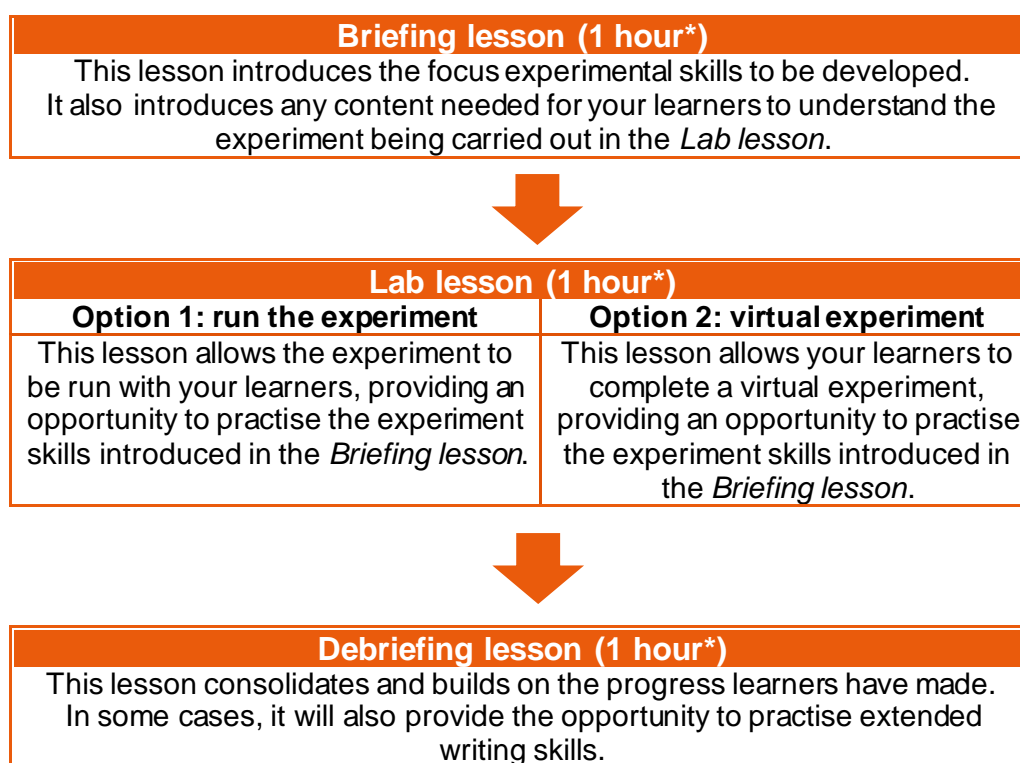 Briefing lesson (1 hour*)
This lesson introduces the focus experimental skills to be developed.
It also introduces any content needed for your learners to understand the
experiment being carried out in the Lab lesson.
Lab lesson (1 hour*)
Option 1: run the experiment
This lesson allows the experiment to
be run with your learners, providing an
opportunity to practise the experiment
skills introduced in the Briefing lesson.
Option 2: virtual experiment
This lesson allows your learners to
complete a virtual experiment,
providing an opportunity to practise
the experiment skills introduced in
the Briefing lesson.
Debriefing lesson (1 hour*)
This lesson consolidates and builds on the progress learners have made.
In some cases, it will also provide the opportunity to practise extended
writing skills.